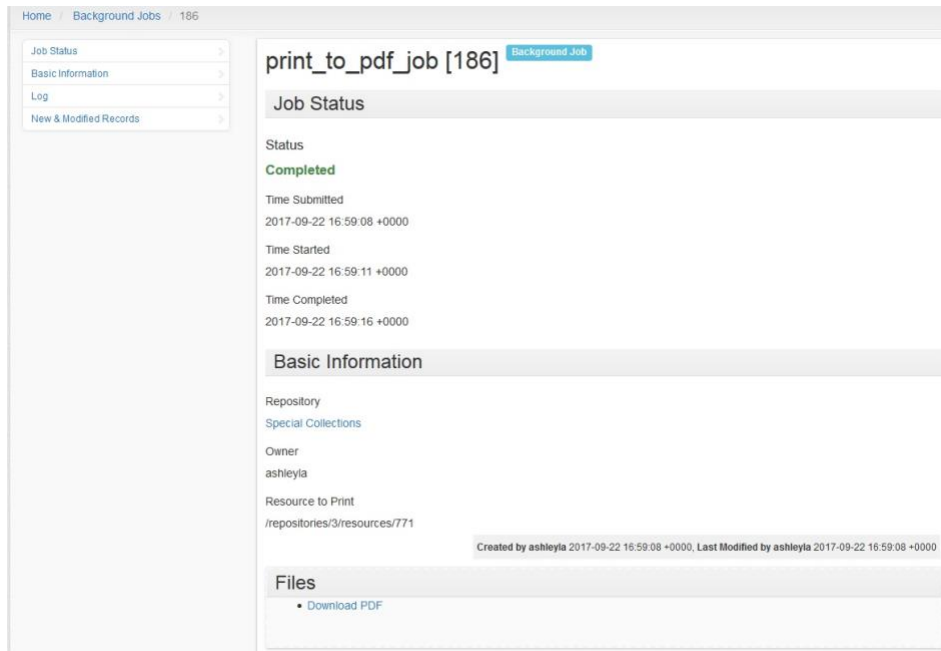 Home / Background Jobs / 186
Job Status
Basic Information
Log
New & Modified Records
print_to_pdf_job [186] Background Job
Job Status
Status
Completed
Time Submitted
2017-09-22 16:59:08 +0000
Time Started
2017-09-22 16:59:11 +0000
Time Completed
2017-09-22 16:59:16 +0000
Basic Information
Repository
Special Collections
Owner
ashleyla
Resource to Print
/repositories/3/resources/771
Created by ashleyla 2017-09-22 16:59:08 +0000, Last Modified by ashleyla 2017-09-22 16:59:08 +0000
Files
• Download PDF